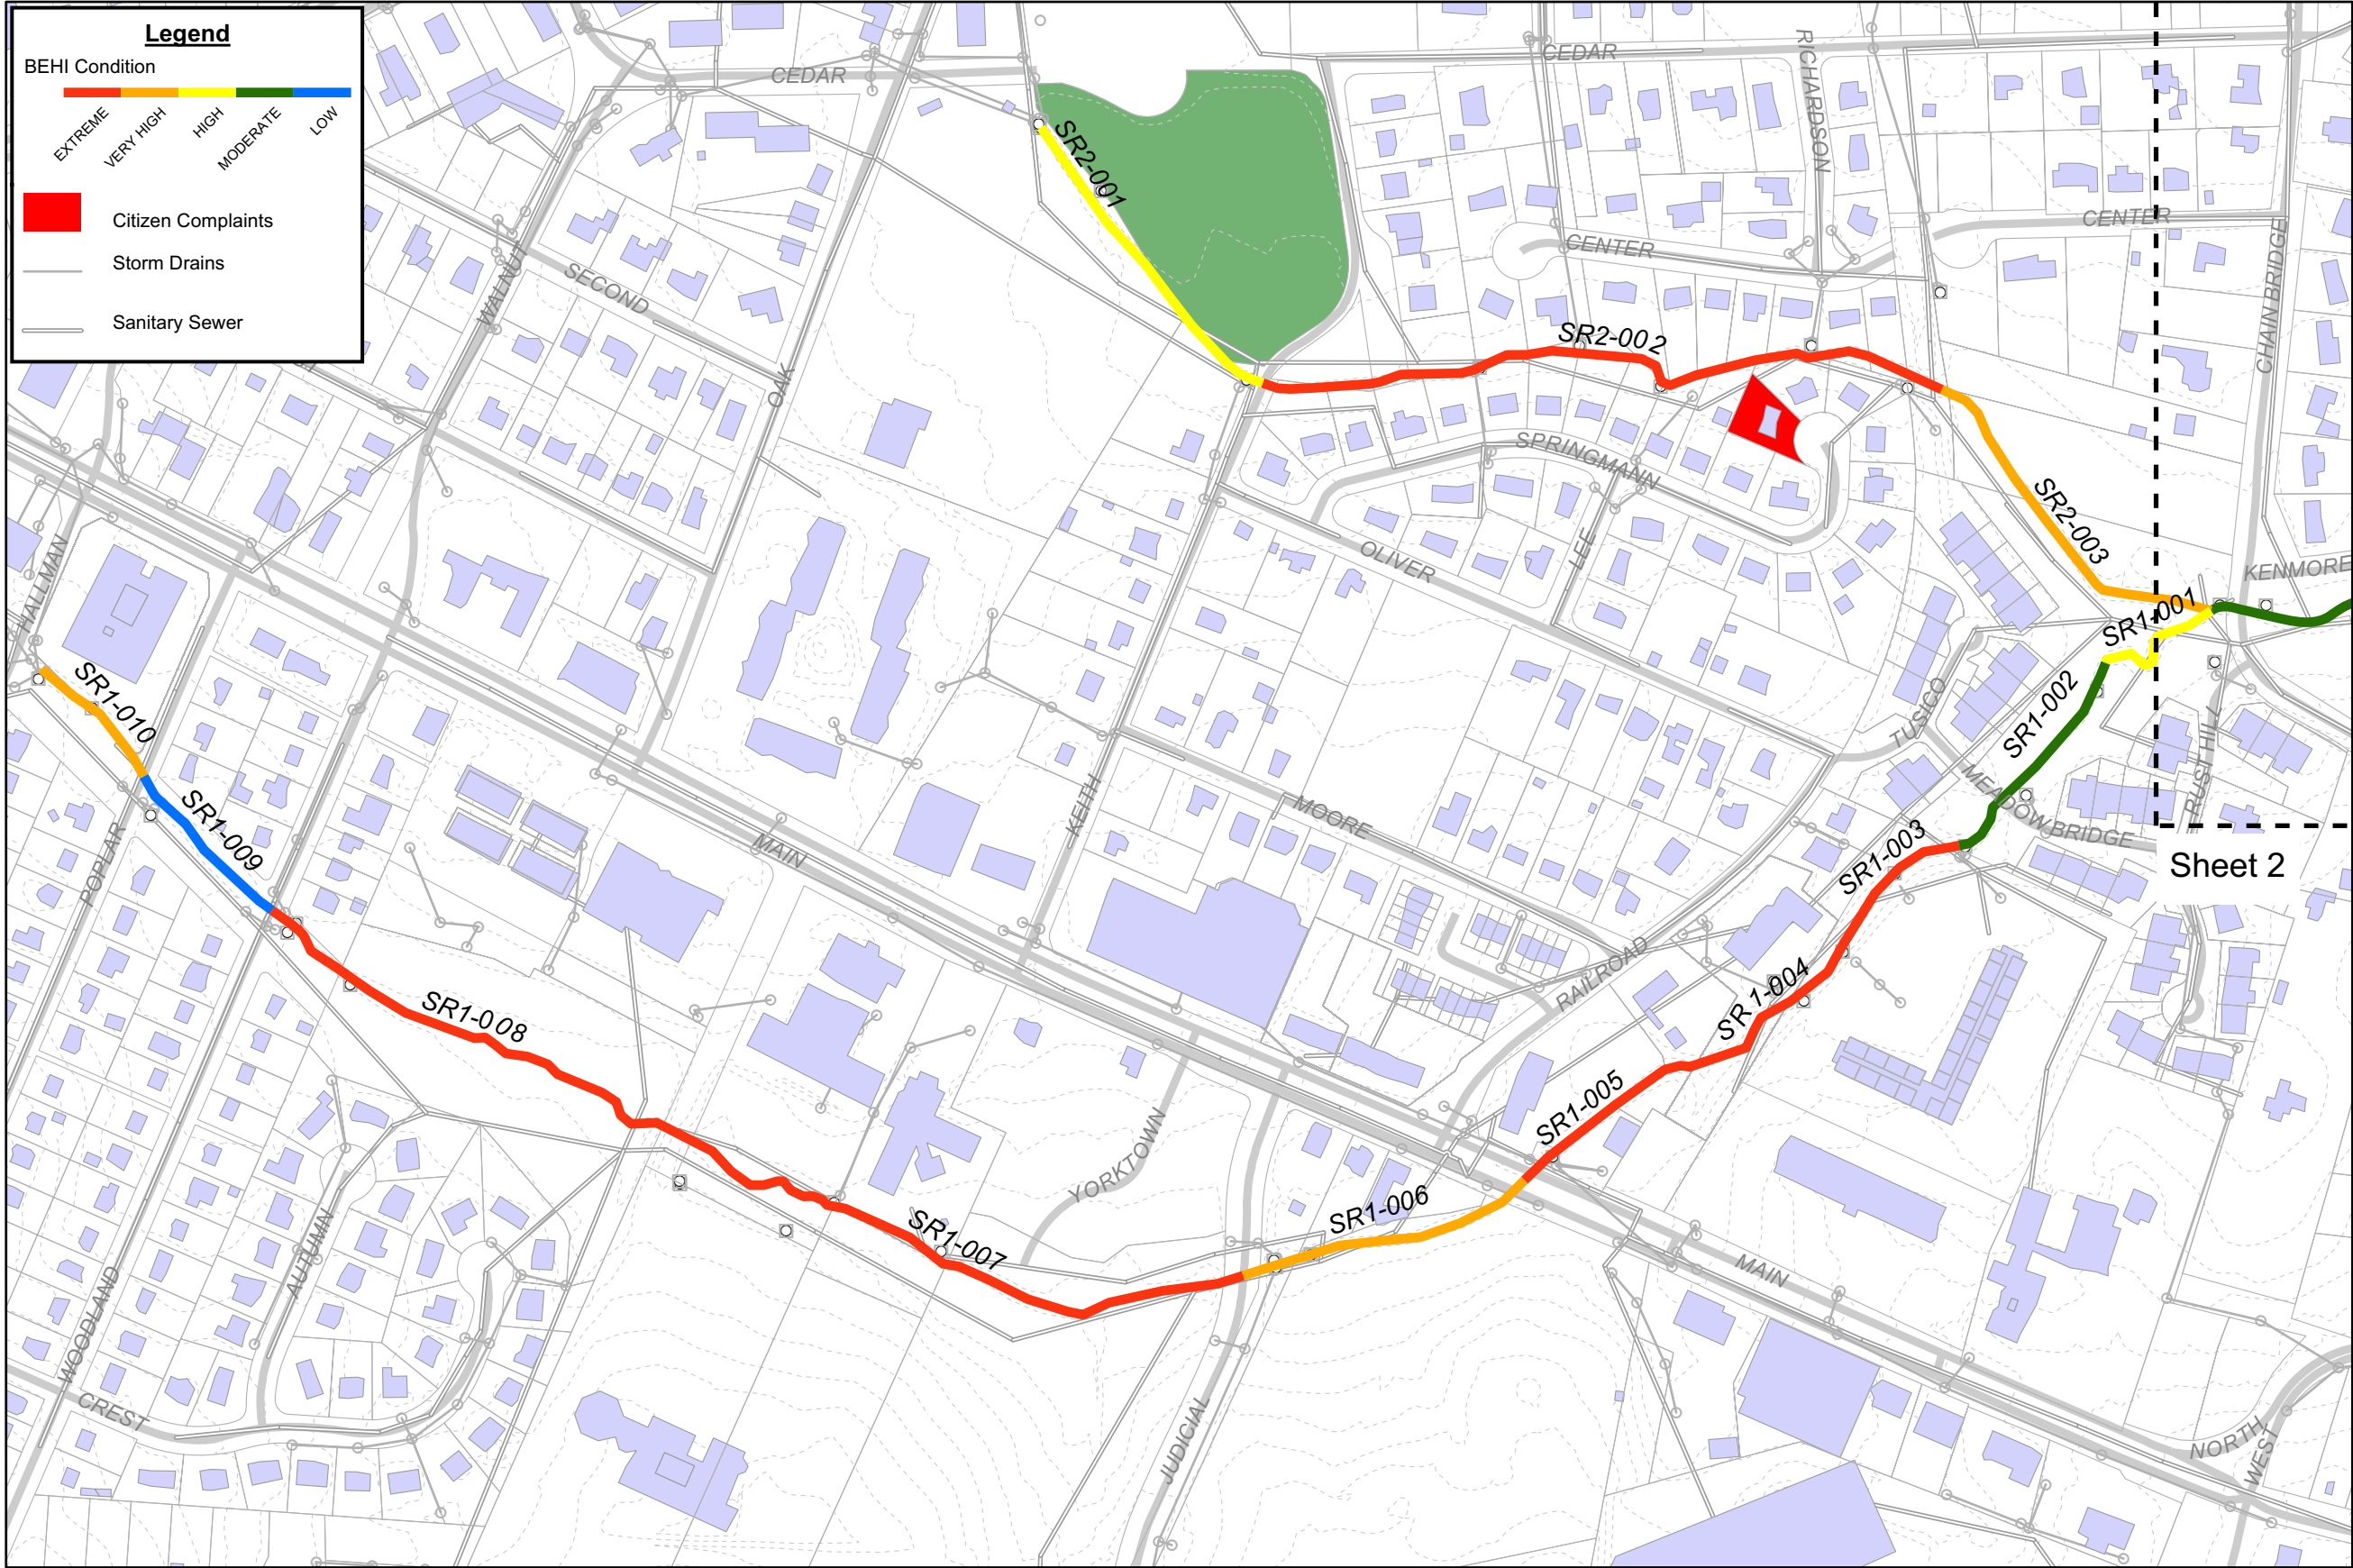 Legend
BEHI Condition
EXTREME
VERY HIGH
HIGH
MODERATE
LOW
Citizen Complaints
Storm Drains
Sanitary Sewer
CEDAR
CEDAR
RICHARDSON
SR2-001
CENTER
CENTER
CHAIN BRIDGE
WALNUT
SECOND
OAK
SR2-002
SPRINGMANN
SR2-003
OLIVER
LEE
KENMORE
HALLMAN
SR1-001
SR1-010
SR1-002
TUSICO
RUST HILL
MEADOWBRIDGE
SR1-009
POPLAR
MAIN
KEITH
MOORE
SR1-003
Sheet 2
RAILROAD
SR1-004
SR1-008
SR1-005
YORKTOWN
SR1-006
SR1-007
AUTUMN
MAIN
WOODLAND
CREST
JUDICIAL
NORTH
WEST